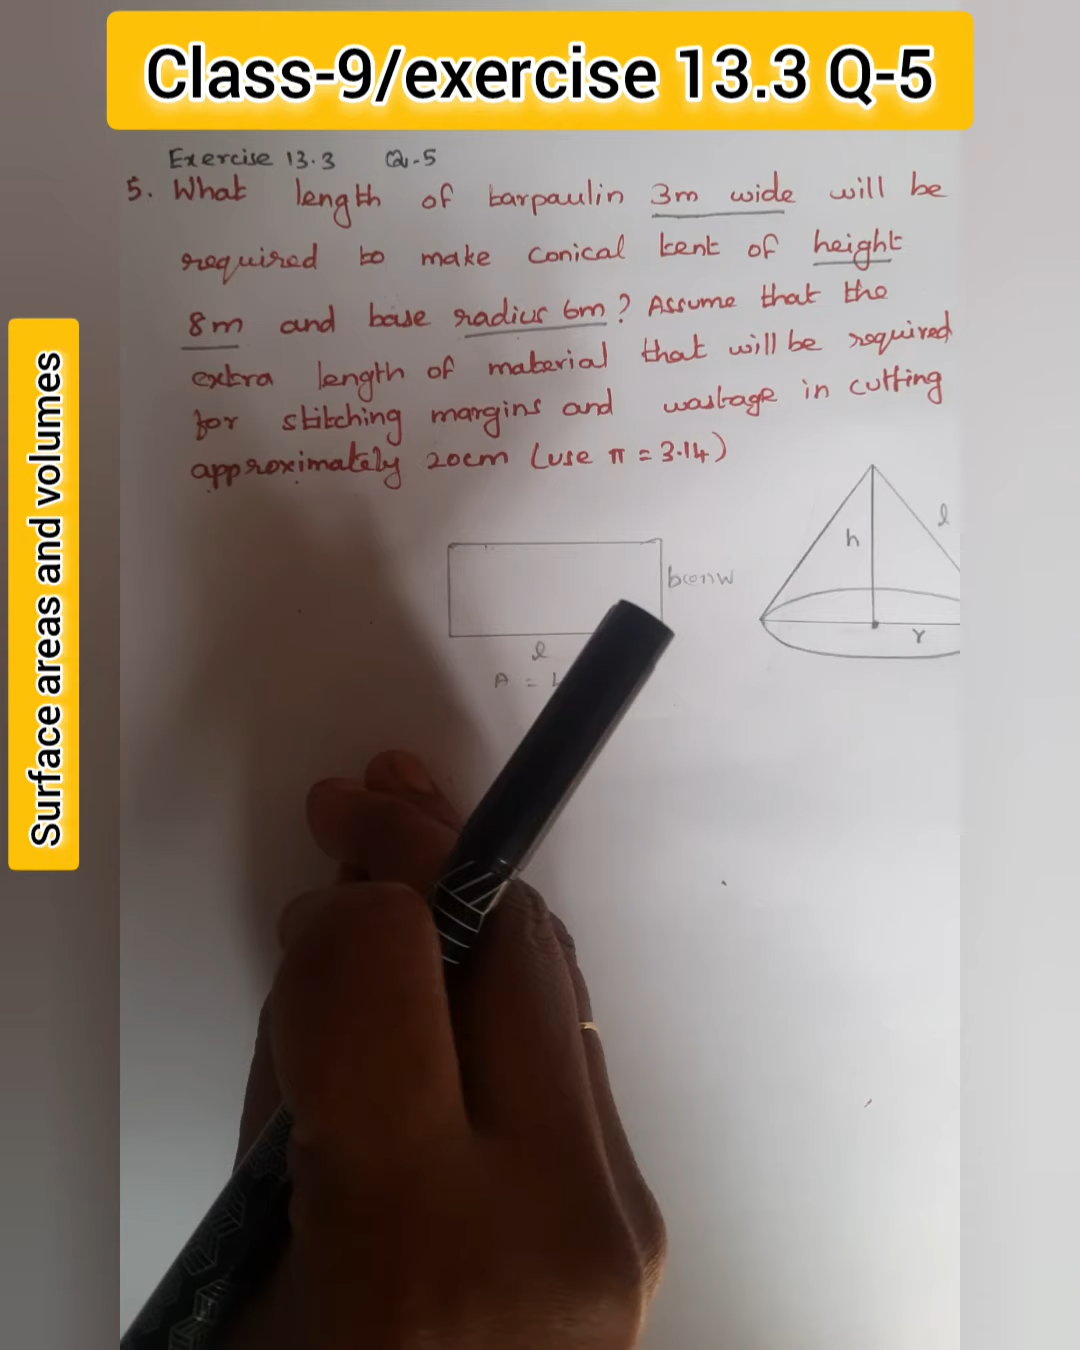 Class-9/exercise 13.3 Q-5
Surface areas and volumes
Exercise 13.3 Q.-5
5. What length of tarpaulin 3m wide will be
required to make conical tent of height
8m and base radius 6m? Assume that the
extra length of material that will be required
for stitching margins and wastage in cutting
approximately 20cm (use π = 3.14)
h
l
b(or)w
r
l
A = L